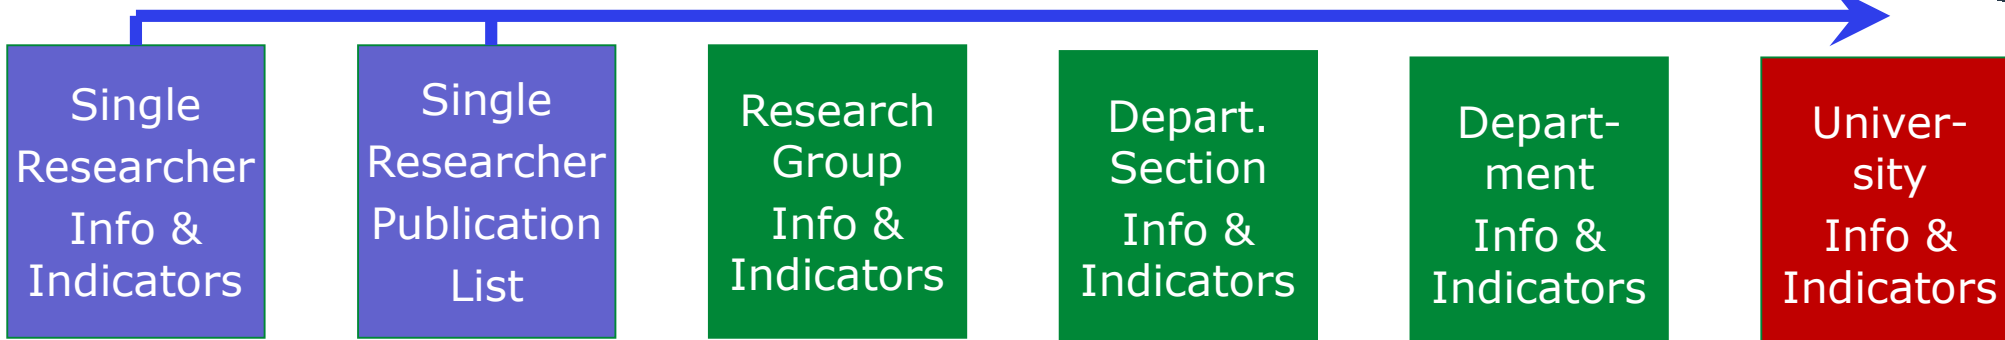 Single
Researcher
Info &
Indicators
Single
Researcher
Publication
List
Research
Group
Info &
Indicators
Depart.
Section
Info &
Indicators
Depart-
ment
Info &
Indicators
Univer-
sity
Info &
Indicators